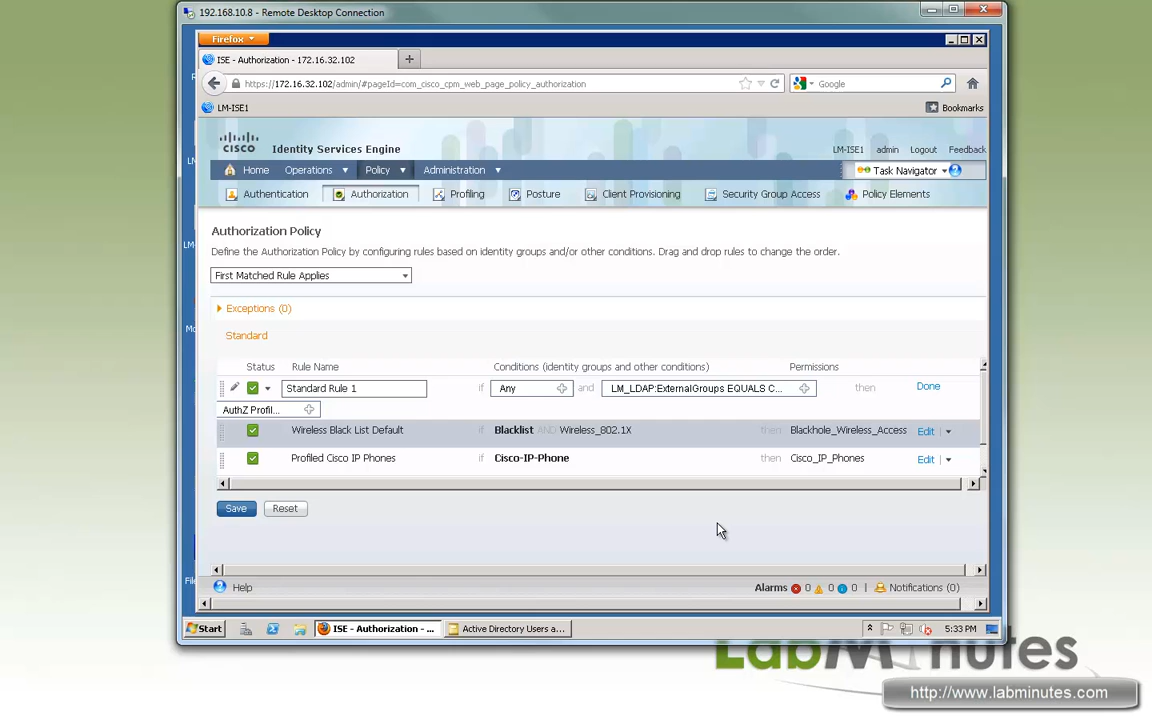 192.168.10.8 - Remote Desktop Connection
Firefox
ISE - Authorization - 172.16.32.102
https://172.16.32.102/admin/#pageId=com_cisco_cpm_web_page_policy_authorization
Google
LM-ISE1
Bookmarks
CISCO Identity Services Engine
LM-ISE1 admin Logout Feedback
Home Operations Policy Administration Task Navigator
Authentication Authorization Profiling Posture Client Provisioning Security Group Access Policy Elements
Authorization Policy
Define the Authorization Policy by configuring rules based on identity groups and/or other conditions. Drag and drop rules to change the order.
First Matched Rule Applies
Exceptions (0)
Standard
Status Rule Name Conditions (identity groups and other conditions) Permissions
Standard Rule 1 if Any and LM_LDAP:ExternalGroups EQUALS C... then Done
AuthZ Profil...
Wireless Black List Default if Blacklist AND Wireless_802.1X then Blackhole_Wireless_Access Edit
Profiled Cisco IP Phones if Cisco-IP-Phone then Cisco_IP_Phones Edit
Save Reset
Help Alarms 0 0 0 Notifications (0)
Start ISE - Authorization - ... Active Directory Users a... 5:33 PM
LabMinutes
http://www.labminutes.com